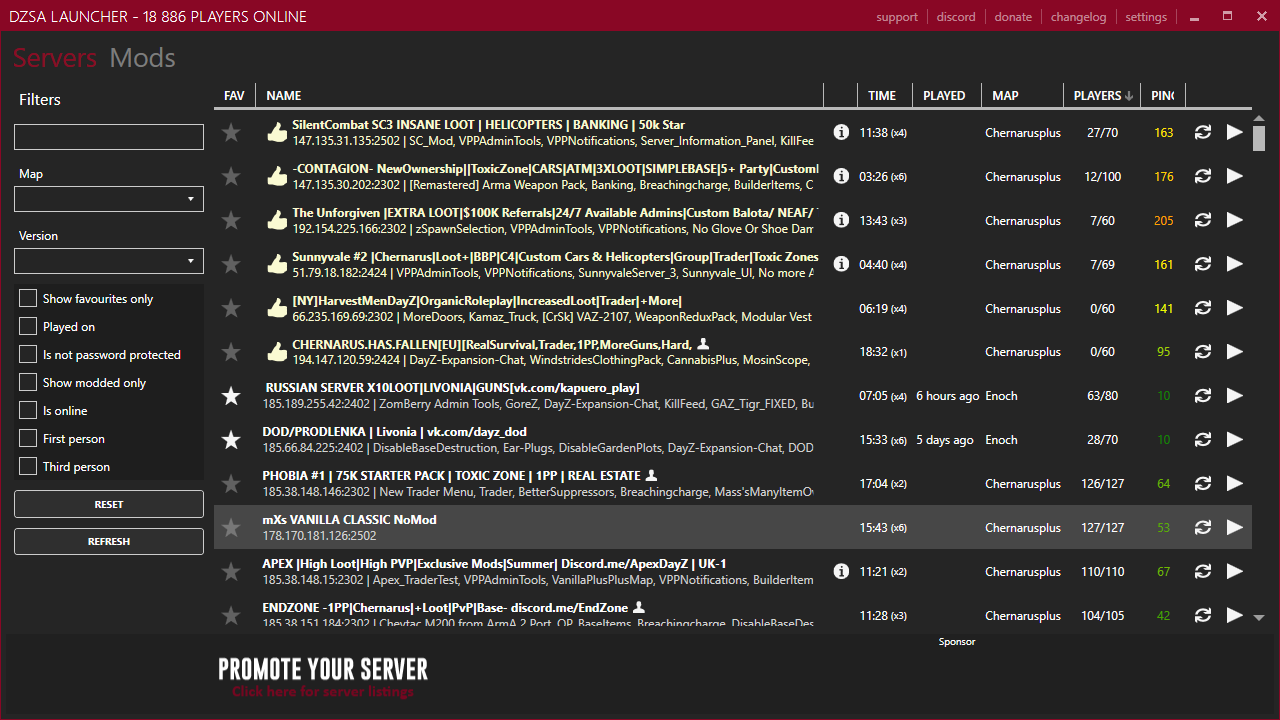 DZSA LAUNCHER - 18 886 PLAYERS ONLINE
support discord donate changelog settings
Servers Mods
Filters
Map
Version
Show favourites only
Played on
Is not password protected
Show modded only
Is online
First person
Third person
RESET
REFRESH
FAV NAME TIME PLAYED MAP PLAYERS PING
SilentCombat SC3 INSANE LOOT | HELICOPTERS | BANKING | 50k Star
147.135.31.135:2502 | SC_Mod, VPPAdminTools, VPPNotifications, Server_Information_Panel, KillFee
11:38 (x4) Chernarusplus 27/70 163
-CONTAGION- NewOwnership||ToxicZone|CARS|ATM|3XLOOT|SIMPLEBASE|5+ Party|Custom
147.135.30.202:2302 | [Remastered] Arma Weapon Pack, Banking, Breachingcharge, BuilderItems, C
03:26 (x6) Chernarusplus 12/100 176
The Unforgiven |EXTRA LOOT|$100K Referrals|24/7 Available Admins|Custom Balota/ NEAF/
192.154.225.166:2302 | zSpawnSelection, VPPAdminTools, VPPNotifications, No Glove Or Shoe Dam
13:43 (x3) Chernarusplus 7/60 205
Sunnyvale #2 |Chernarus|Loot+|BBP|C4|Custom Cars & Helicopters|Group|Trader|Toxic Zones
51.79.18.182:2424 | VPPAdminTools, VPPNotifications, SunnyvaleServer_3, Sunnyvale_UI, No more A
04:40 (x4) Chernarusplus 7/69 161
[NY]HarvestMenDayZ|OrganicRoleplay|IncreasedLoot|Trader|+More|
66.235.169.69:2302 | MoreDoors, Kamaz_Truck, [CrSk] VAZ-2107, WeaponReduxPack, Modular Vest
06:19 (x4) Chernarusplus 0/60 141
CHERNARUS.HAS.FALLEN[EU][RealSurvival,Trader,1PP,MoreGuns,Hard,
194.147.120.59:2424 | DayZ-Expansion-Chat, WindstridesClothingPack, CannabisPlus, MosinScope,
18:32 (x1) Chernarusplus 0/60 95
RUSSIAN SERVER X10LOOT|LIVONIA|GUNS[vk.com/kapuero_play]
185.189.255.42:2402 | ZomBerry Admin Tools, GoreZ, DayZ-Expansion-Chat, KillFeed, GAZ_Tigr_FIXED, Bu
07:05 (x4) 6 hours ago Enoch 63/80 10
DOD/PRODLENKA | Livonia | vk.com/dayz_dod
185.66.84.225:2402 | DisableBaseDestruction, Ear-Plugs, DisableGardenPlots, DayZ-Expansion-Chat, DOD
15:33 (x6) 5 days ago Enoch 28/70 10
PHOBIA #1 | 75K STARTER PACK | TOXIC ZONE | 1PP | REAL ESTATE
185.38.148.146:2302 | New Trader Menu, Trader, BetterSuppressors, Breachingcharge, Mass'sManyItemOv
17:04 (x2) Chernarusplus 126/127 64
mXs VANILLA CLASSIC NoMod
178.170.181.126:2502
15:43 (x6) Chernarusplus 127/127 53
APEX |High Loot|High PVP|Exclusive Mods|Summer| Discord.me/ApexDayZ | UK-1
185.38.148.15:2302 | Apex_TraderTest, VPPAdminTools, VanillaPlusPlusMap, VPPNotifications, BuilderItem
11:21 (x2) Chernarusplus 110/110 67
ENDZONE -1PP|Chernarus|+Loot|PvP|Base- discord.me/EndZone
185.38.151.184:2302 | Cheytac M200 from ArmA 2 Port, OP_BaseItems, Breachingcharge, DisableBaseDes
11:28 (x3) Chernarusplus 104/105 42
Sponsor
PROMOTE YOUR SERVER
Click here for server listings